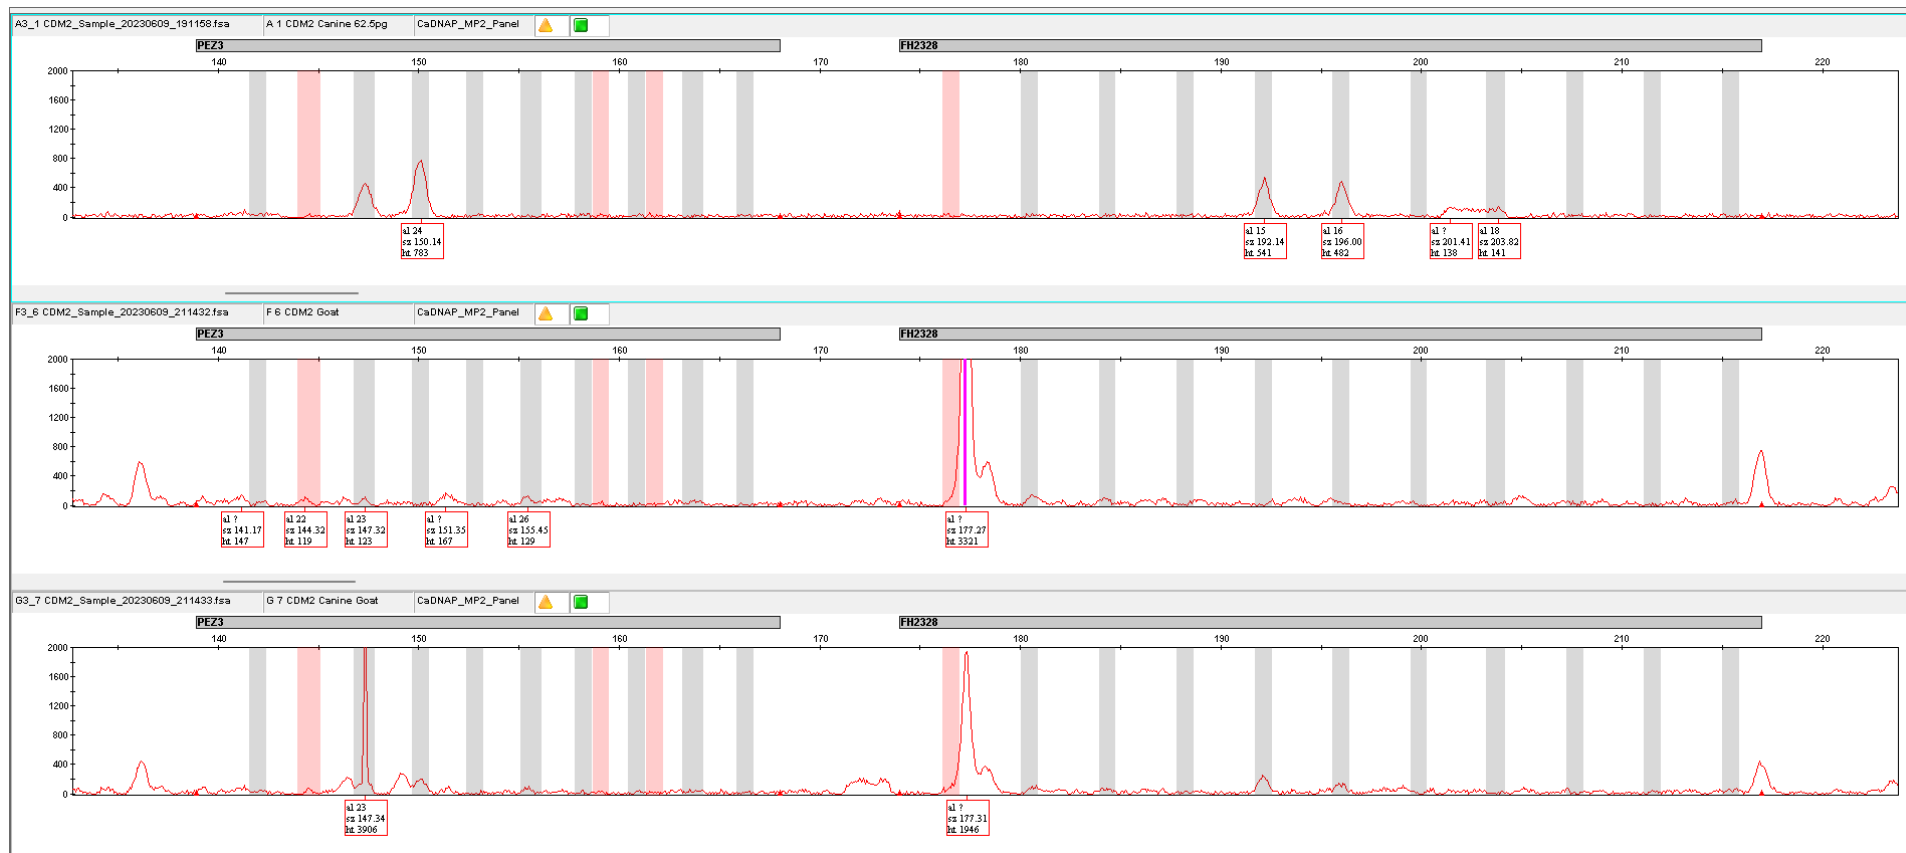 A3_1 CDM2_Sample_20230609_191158.fsa A 1 CDM2 Canine 62.5pg CaDNAP_MP2_Panel
PEZ3 FH2328
140 150 160 170 180 190 200 210 220
2000
1600
1200
800
400
0
al 24 al 15 al 16 al ? al 18
sz 150.14 sz 192.14 sz 196.00 sz 201.41 sz 203.82
ht 783 ht 541 ht 482 ht 138 ht 141
F3_6 CDM2_Sample_20230609_211432.fsa F 6 CDM2 Goat CaDNAP_MP2_Panel
PEZ3 FH2328
140 150 160 170 180 190 200 210 220
2000
1600
1200
800
400
0
al ? al 22 al 23 al ? al 26 al ?
sz 141.17 sz 144.32 sz 147.32 sz 151.35 sz 155.45 sz 177.27
ht 147 ht 119 ht 123 ht 167 ht 129 ht 3321
G3_7 CDM2_Sample_20230609_211433.fsa G 7 CDM2 Canine Goat CaDNAP_MP2_Panel
PEZ3 FH2328
140 150 160 170 180 190 200 210 220
2000
1600
1200
800
400
0
al 23 al ?
sz 147.34 sz 177.31
ht 3906 ht 1946